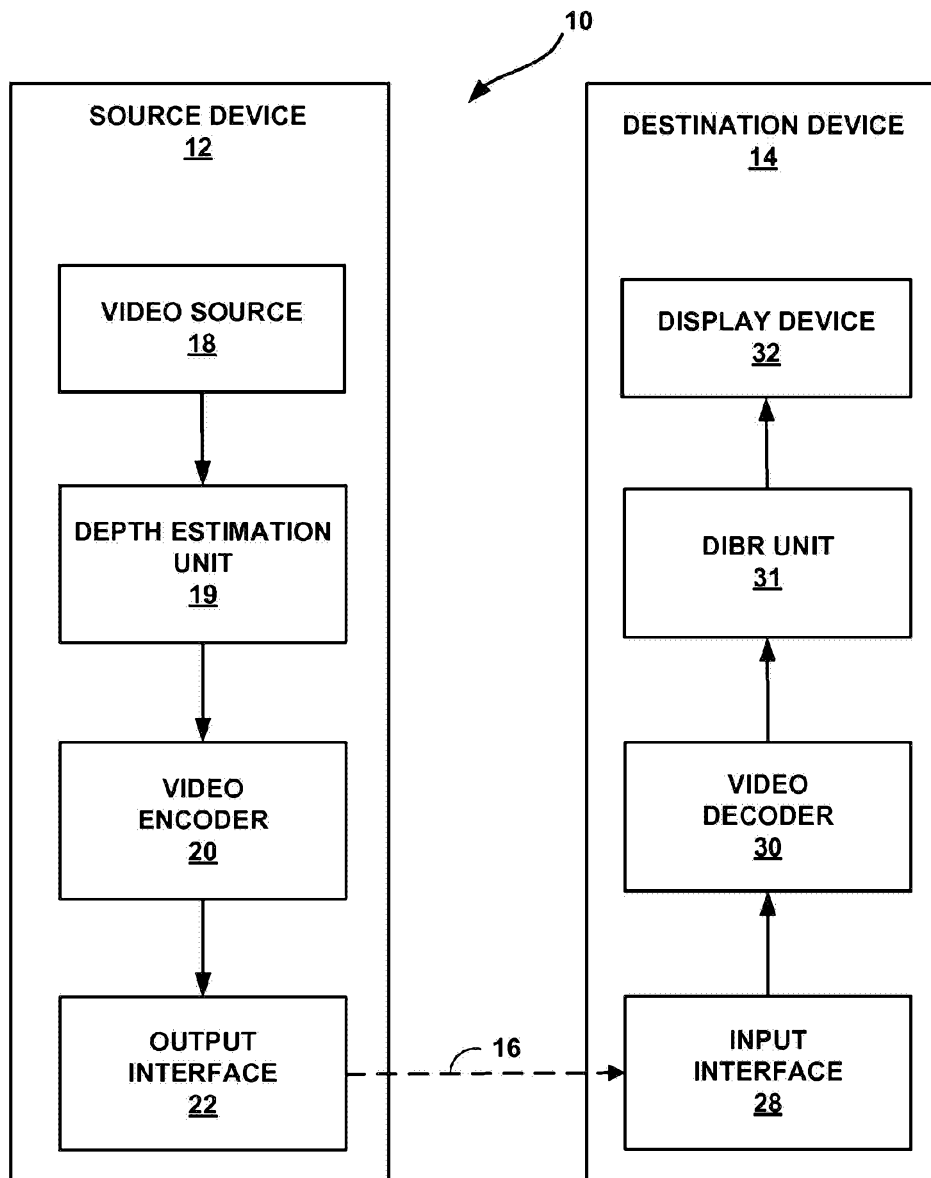 10
SOURCE DEVICE
12
VIDEO SOURCE
18
DEPTH ESTIMATION
UNIT
19
VIDEO
ENCODER
20
OUTPUT
INTERFACE
22
16
DESTINATION DEVICE
14
DISPLAY DEVICE
32
DIBR UNIT
31
VIDEO
DECODER
30
INPUT
INTERFACE
28